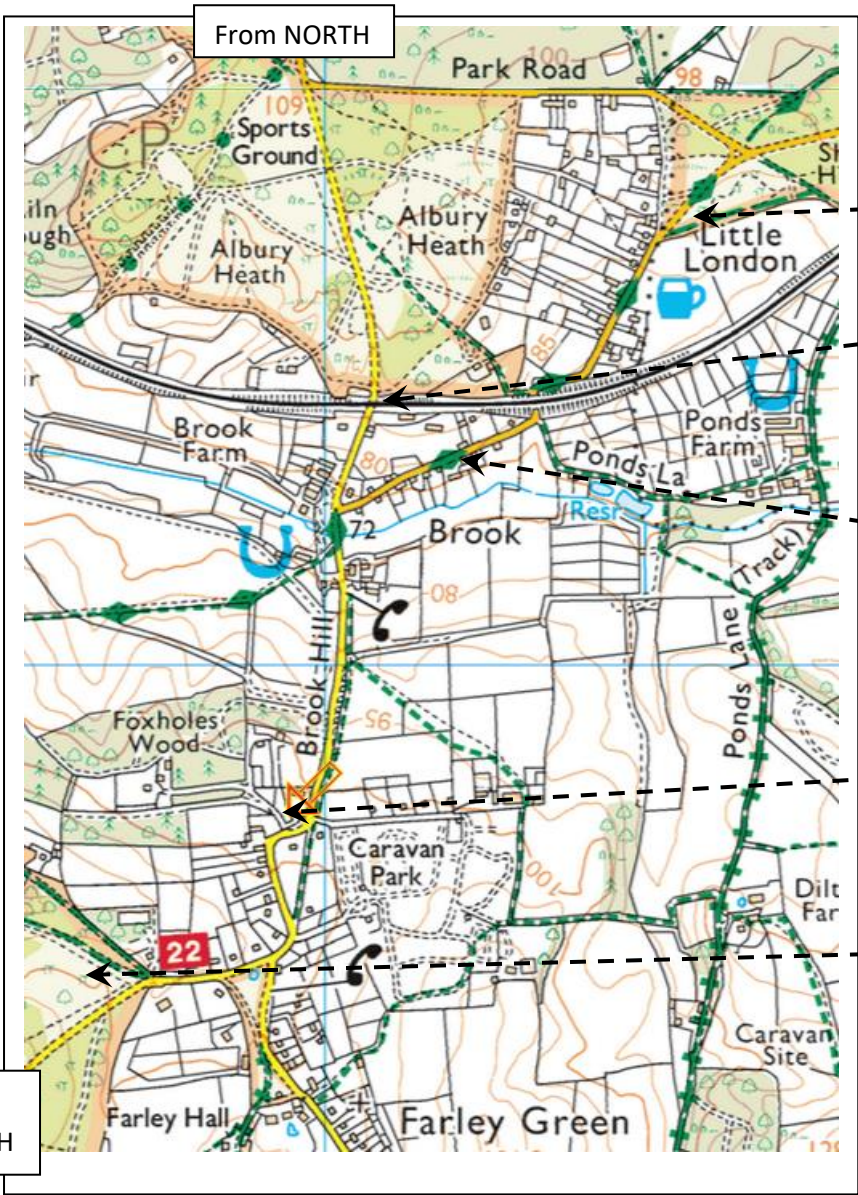 From NORTH
Park Road
100
98
109
CP
Sports
Ground
Albury
Heath
Albury
Heath
Little
London
85
Brook
Farm
80
Ponds
Farm
Ponds La
Resr
72
Brook
(Track)
80
Brook Hill
Ponds Lane
95
Foxholes
Wood
Caravan
Park
100
22
Caravan
Site
Farley Hall
Farley Green